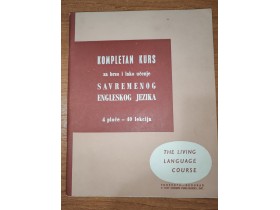 KOMPLETAN KURS
za brzo i lako učenje
SAVREMENOG
ENGLESKOG JEZIKA
4 ploče - 40 lekcija
THE LIVING
LANGUAGE
COURSE